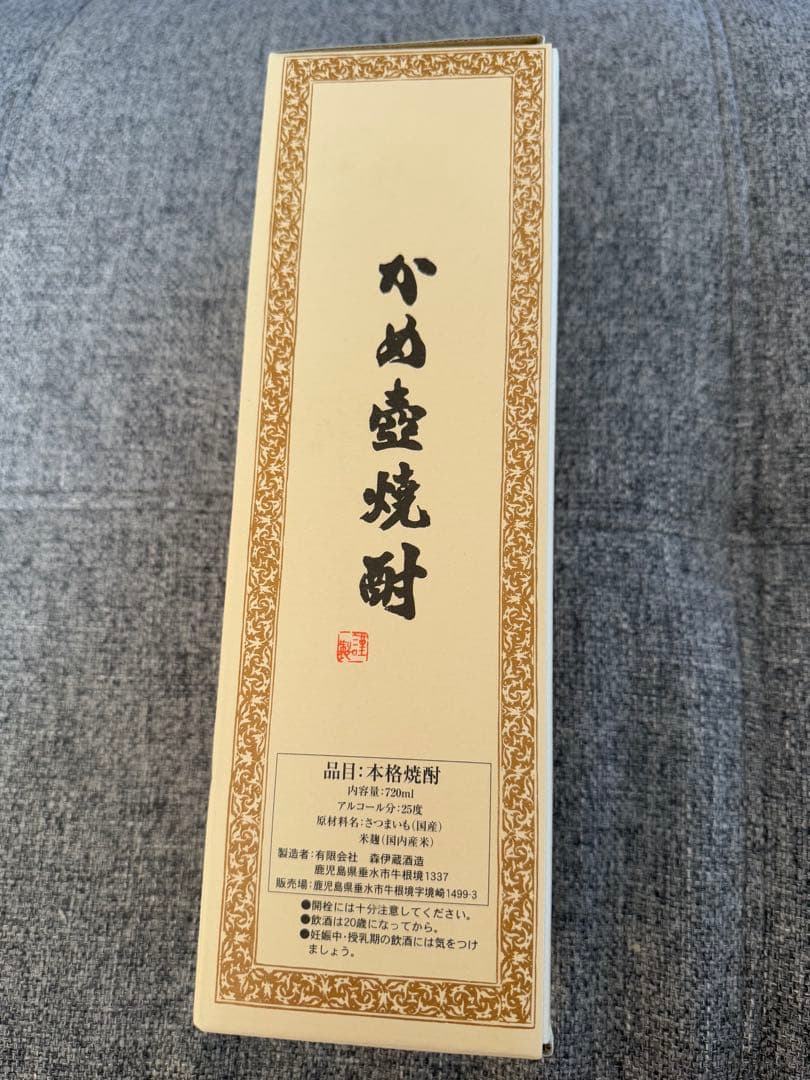 かめ壺焼酎
謹製
品目:本格焼酎
内容量:720ml
アルコール分:25度
原材料名:さつまいも(国産)
米麹(国内産米)
製造者:有限会社 森伊蔵酒造
鹿児島県垂水市牛根境1337
販売場:鹿児島県垂水市牛根境字境崎1499-3
●開栓には十分注意してください。
●飲酒は20歳になってから。
●妊娠中・授乳期の飲酒には気をつけ
ましょう。